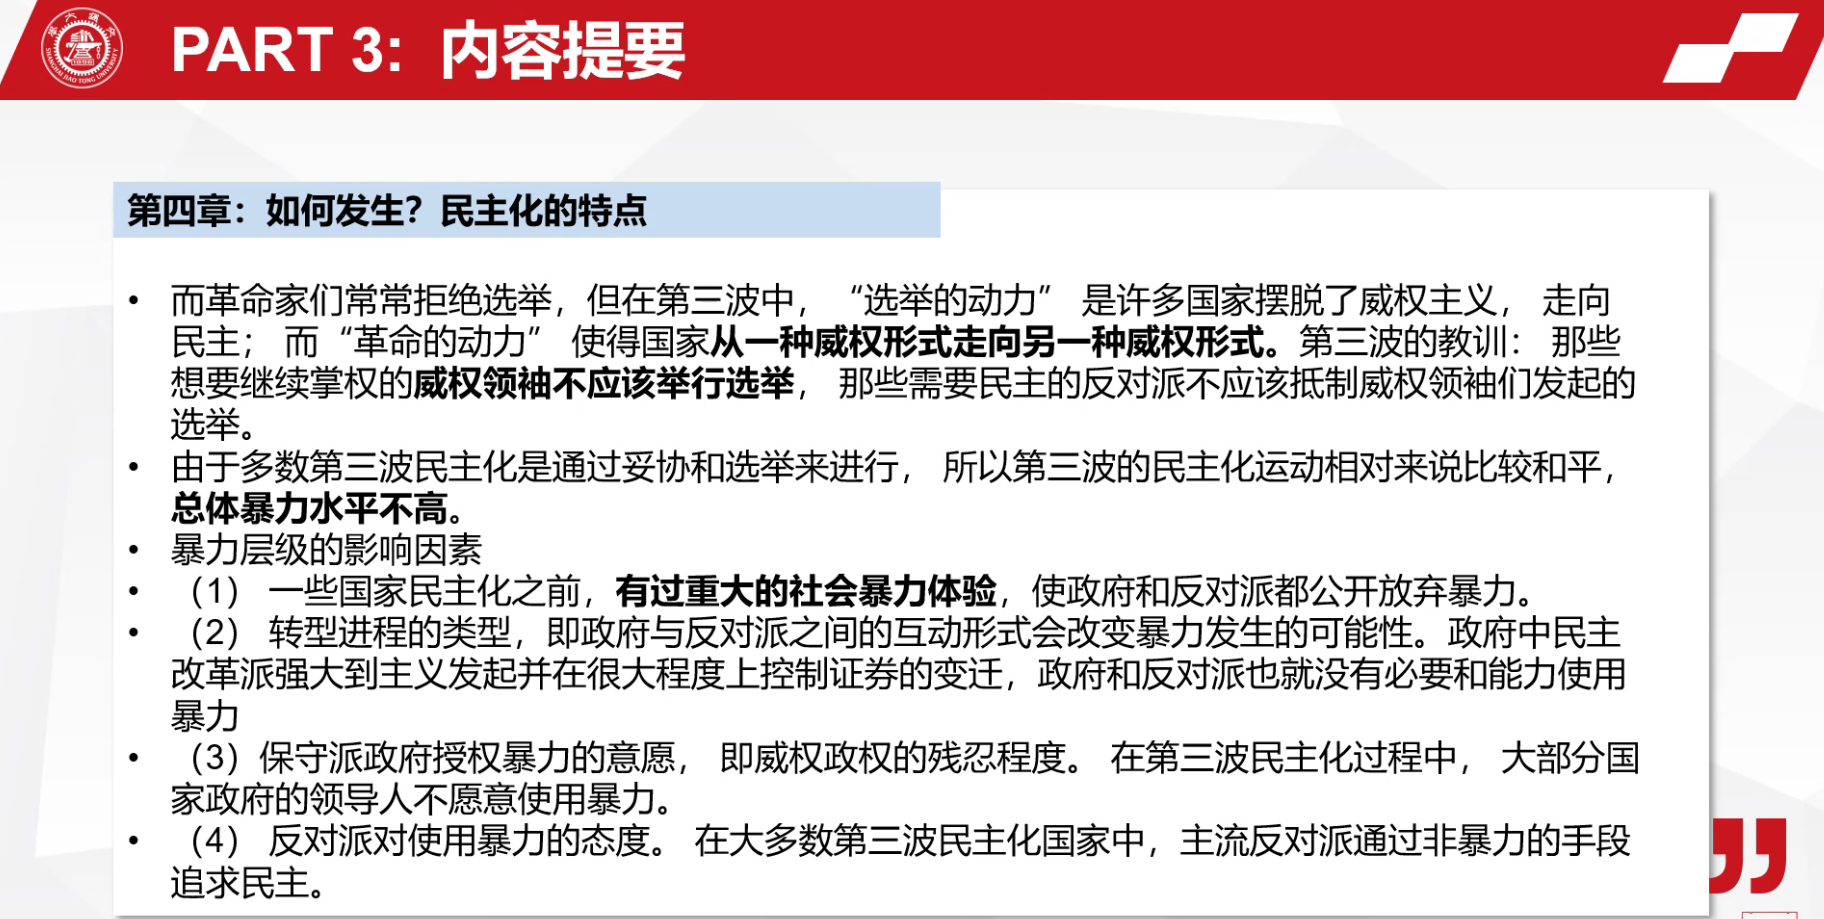 PART 3: 内容提要
SHANGHAI JIAO TONG UNIVERSITY
第四章：如何发生？民主化的特点
• 而革命家们常常拒绝选举，但在第三波中，“选举的动力” 是许多国家摆脱了威权主义， 走向
民主； 而“革命的动力” 使得国家从一种威权形式走向另一种威权形式。第三波的教训： 那些
想要继续掌权的威权领袖不应该举行选举， 那些需要民主的反对派不应该抵制威权领袖们发起的
选举。
• 由于多数第三波民主化是通过妥协和选举来进行， 所以第三波的民主化运动相对来说比较和平，
总体暴力水平不高。
• 暴力层级的影响因素
• （1） 一些国家民主化之前，有过重大的社会暴力体验，使政府和反对派都公开放弃暴力。
• （2） 转型进程的类型，即政府与反对派之间的互动形式会改变暴力发生的可能性。政府中民主
改革派强大到主义发起并在很大程度上控制证券的变迁，政府和反对派也就没有必要和能力使用
暴力
• （3）保守派政府授权暴力的意愿， 即威权政权的残忍程度。 在第三波民主化过程中， 大部分国
家政府的领导人不愿意使用暴力。
• （4） 反对派对使用暴力的态度。 在大多数第三波民主化国家中，主流反对派通过非暴力的手段
追求民主。